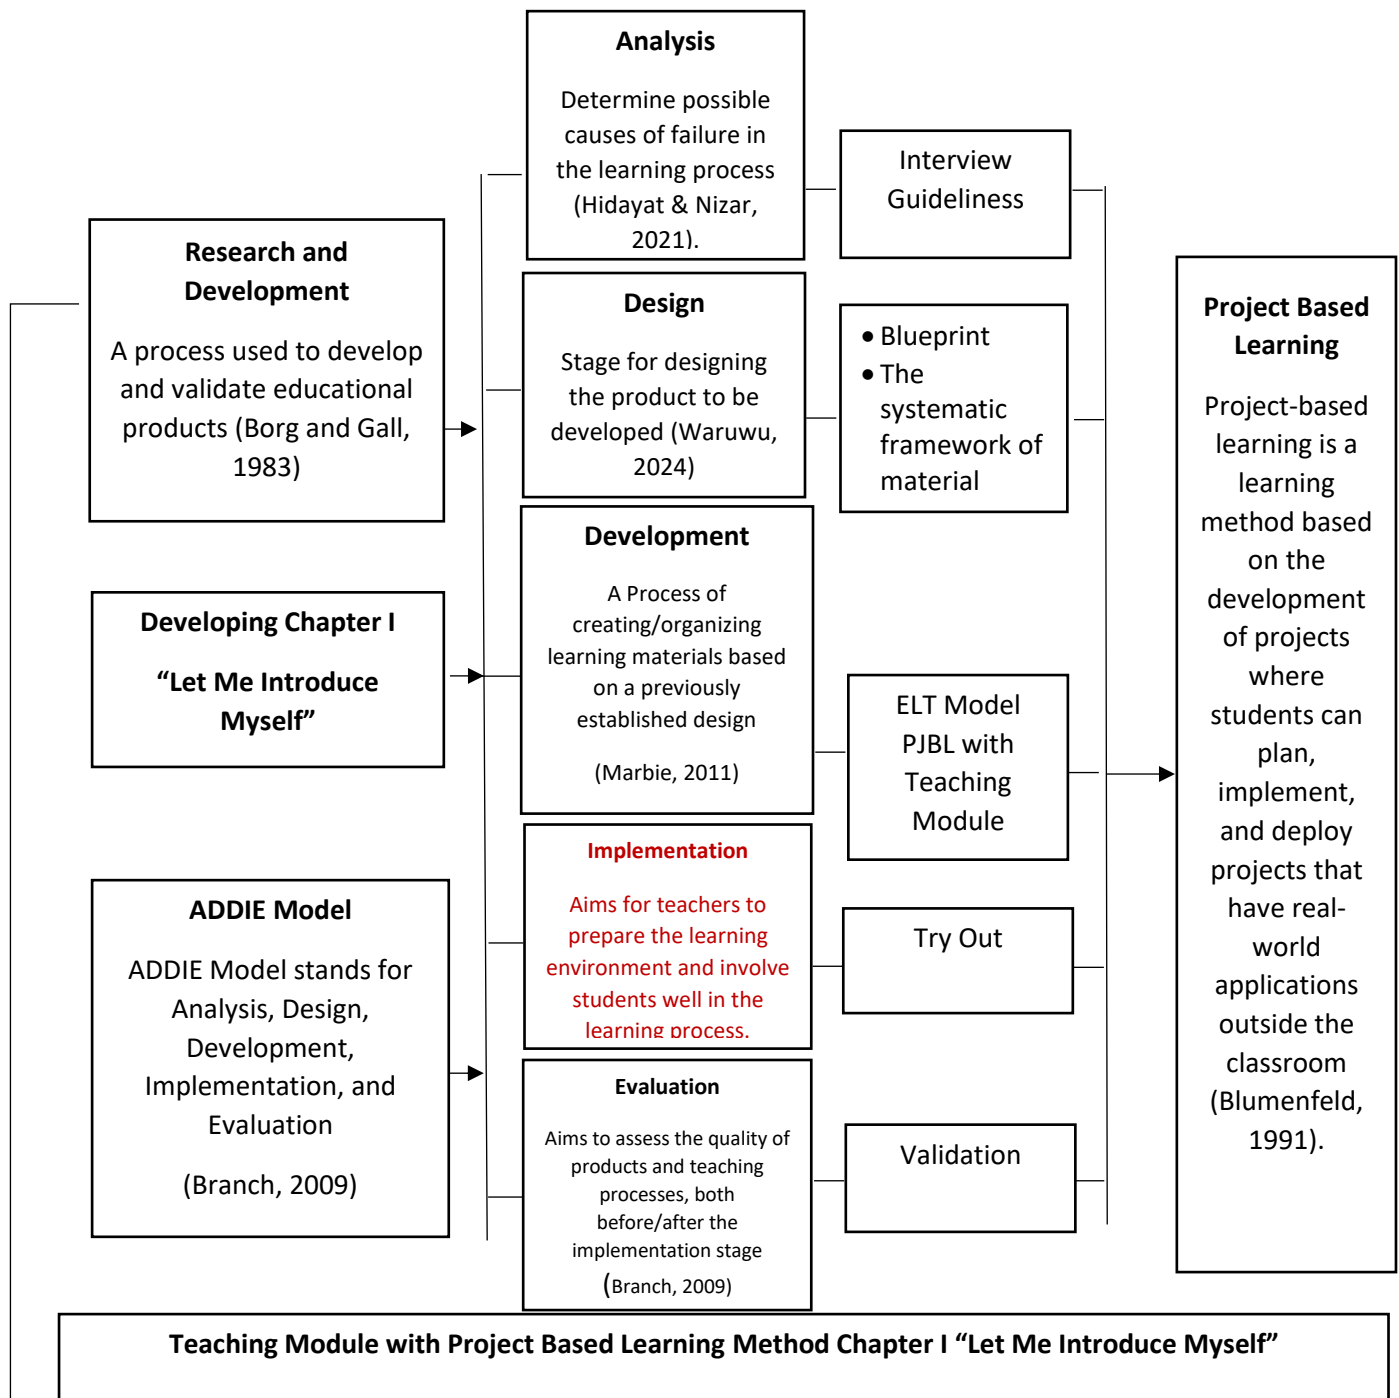 Research and
Development
A process used to develop
and validate educational
products (Borg and Gall,
1983)
Developing Chapter I
“Let Me Introduce
Myself”
ADDIE Model
ADDIE Model stands for
Analysis, Design,
Development,
Implementation, and
Evaluation
(Branch, 2009)
Analysis
Determine possible
causes of failure in
the learning process
(Hidayat & Nizar,
2021).
Design
Stage for designing
the product to be
developed (Waruwu,
2024)
Development
A Process of
creating/organizing
learning materials based
on a previously
established design
(Marbie, 2011)
Implementation
Aims for teachers to
prepare the learning
environment and involve
students well in the
learning process.
Evaluation
Aims to assess the quality of
products and teaching
processes, both
before/after the
implementation stage
(Branch, 2009)
Interview
Guideliness
• Blueprint
• The
systematic
framework of
material
ELT Model
PJBL with
Teaching
Module
Try Out
Validation
Project Based
Learning
Project-based
learning is a
learning
method based
on the
development
of projects
where
students can
plan,
implement,
and deploy
projects that
have real-
world
applications
outside the
classroom
(Blumenfeld,
1991).
Teaching Module with Project Based Learning Method Chapter I “Let Me Introduce Myself”